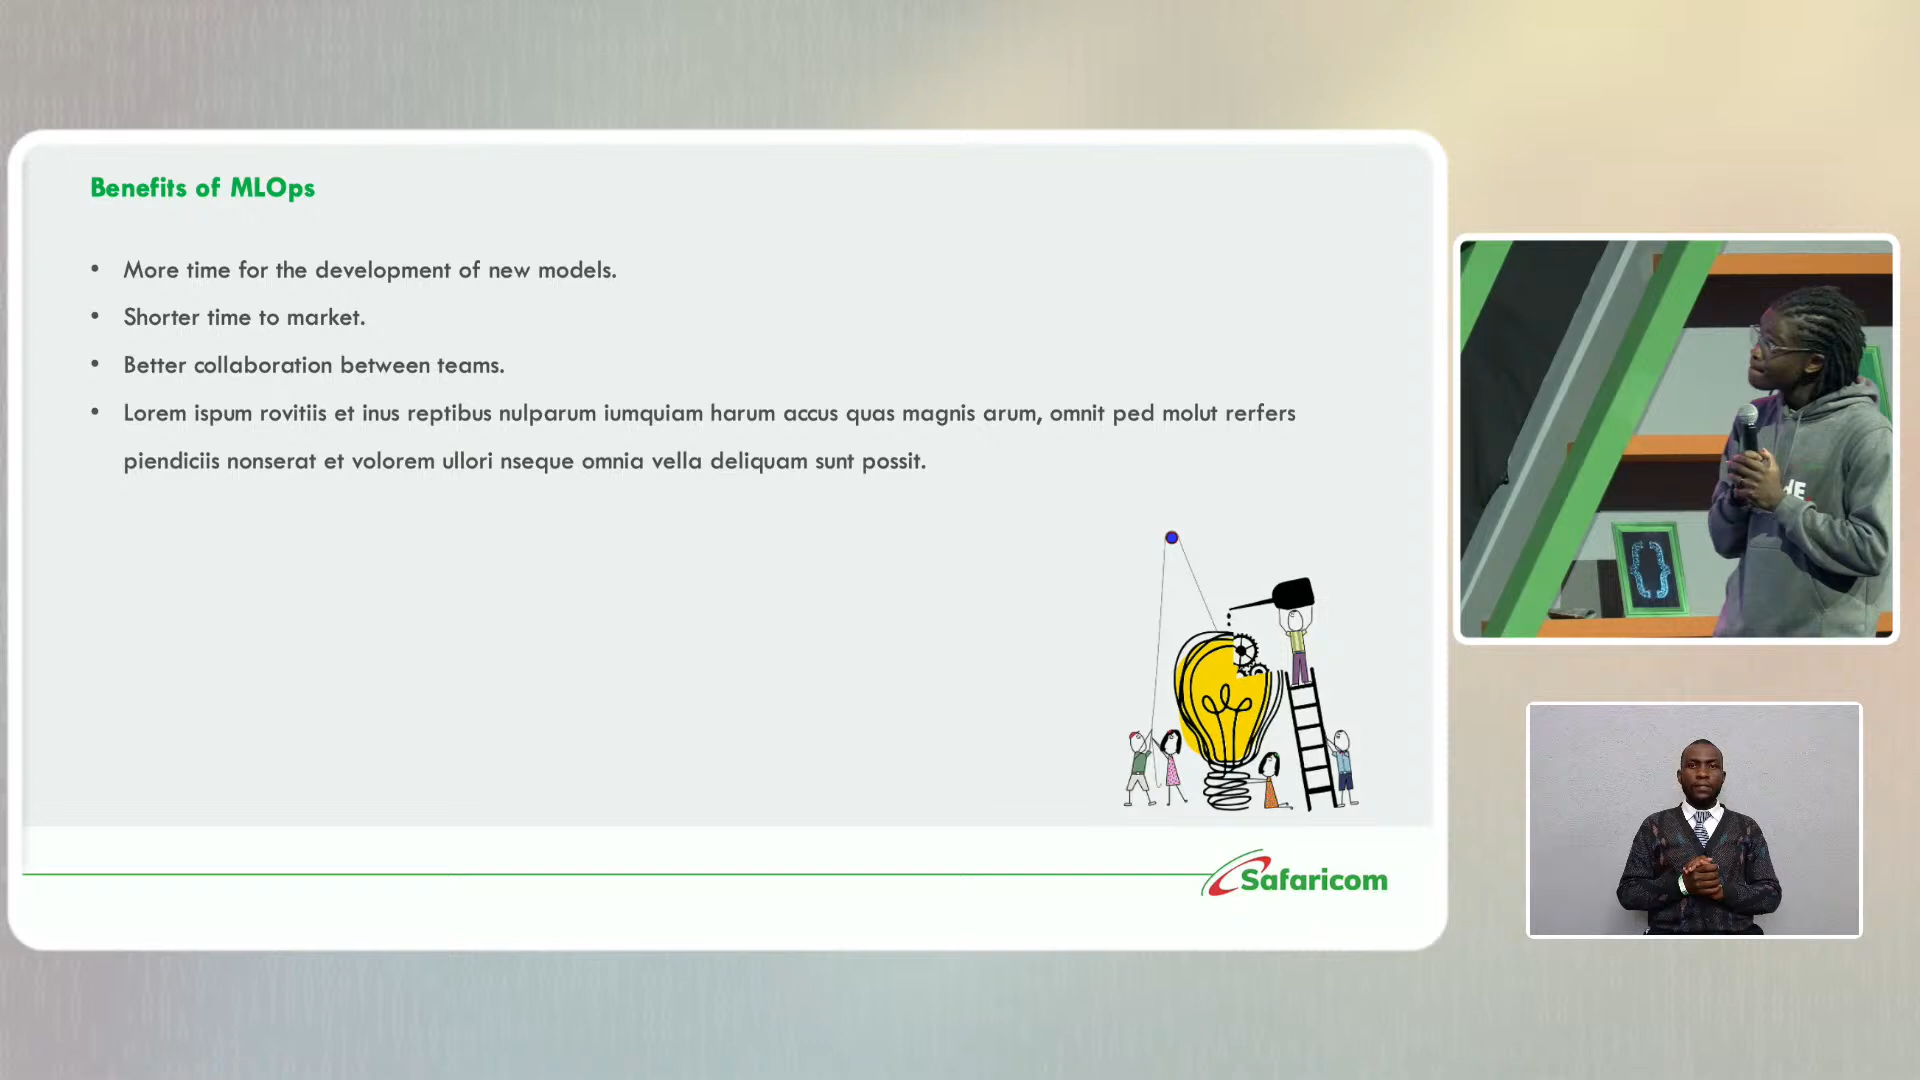 Benefits of MLOps
• More time for the development of new models.
• Shorter time to market.
• Better collaboration between teams.
• Lorem ispum rovitiis et inus reptibus nulparum iumquiam harum accus quas magnis arum, omnit ped molut rerfers
piendiciis nonserat et volorem ullori nseque omnia vella deliquam sunt possit.
Safaricom
{}